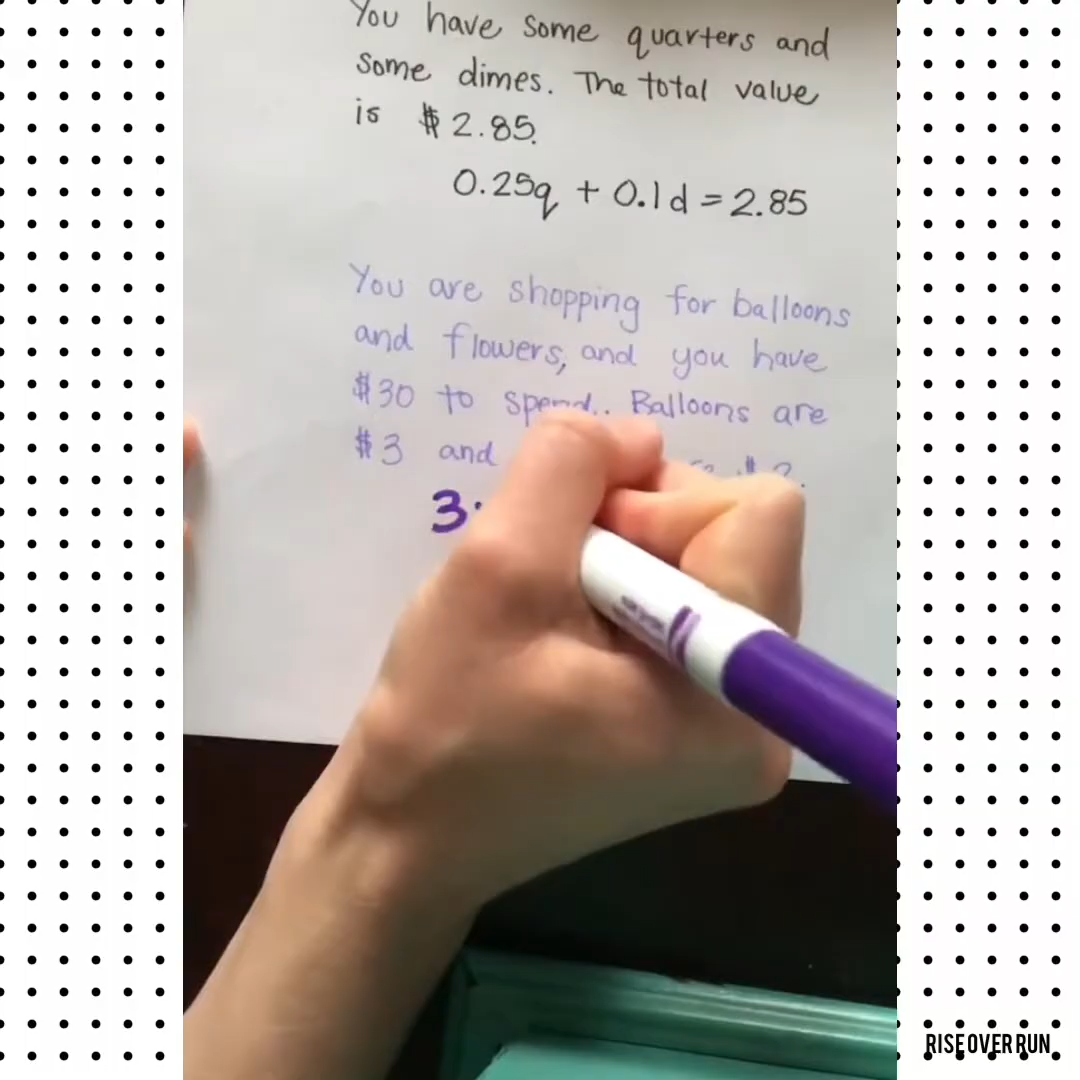 You have some quarters and
some dimes. The total value
is $2.85.
0.25q + 0.1d = 2.85
You are shopping for balloons
and flowers, and you have
$30 to spend. Balloons are
$3 and
3
RISE OVER RUN